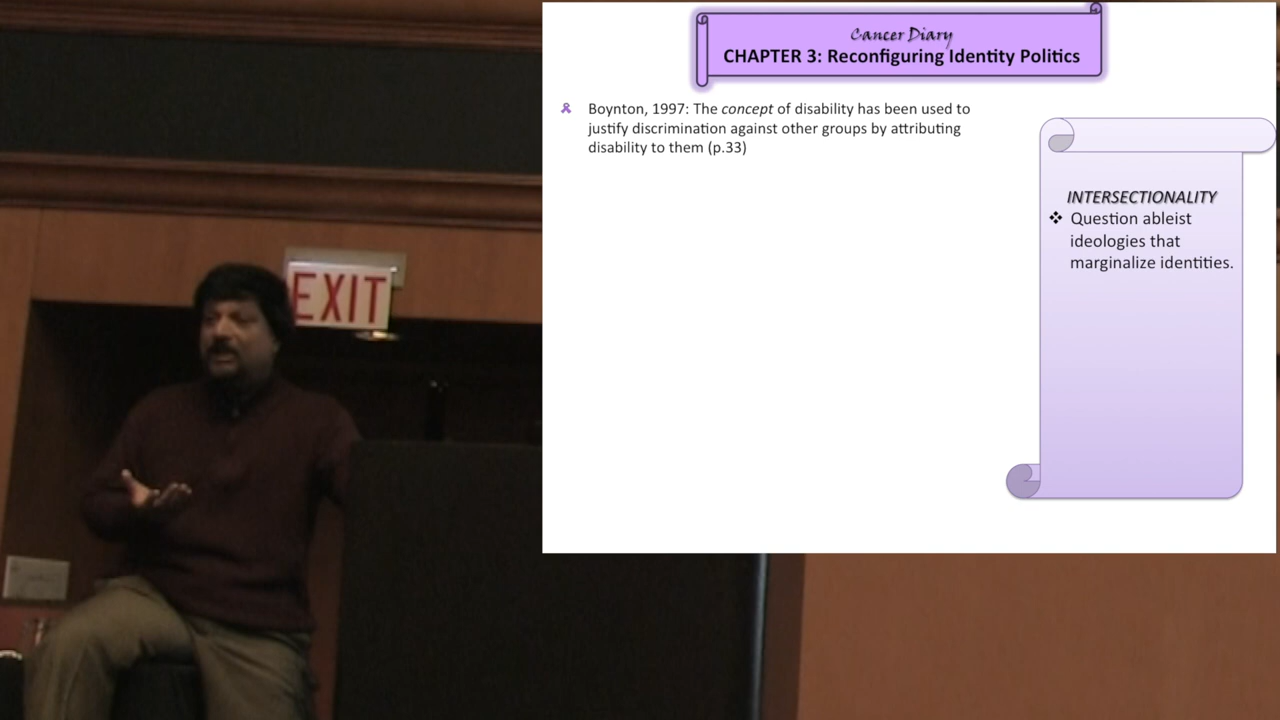 Cancer Diary
CHAPTER 3: Reconfiguring Identity Politics
Boynton, 1997: The concept of disability has been used to
justify discrimination against other groups by attributing
disability to them (p.33)
INTERSECTIONALITY
❖ Question ableist
ideologies that
marginalize identities.
EXIT